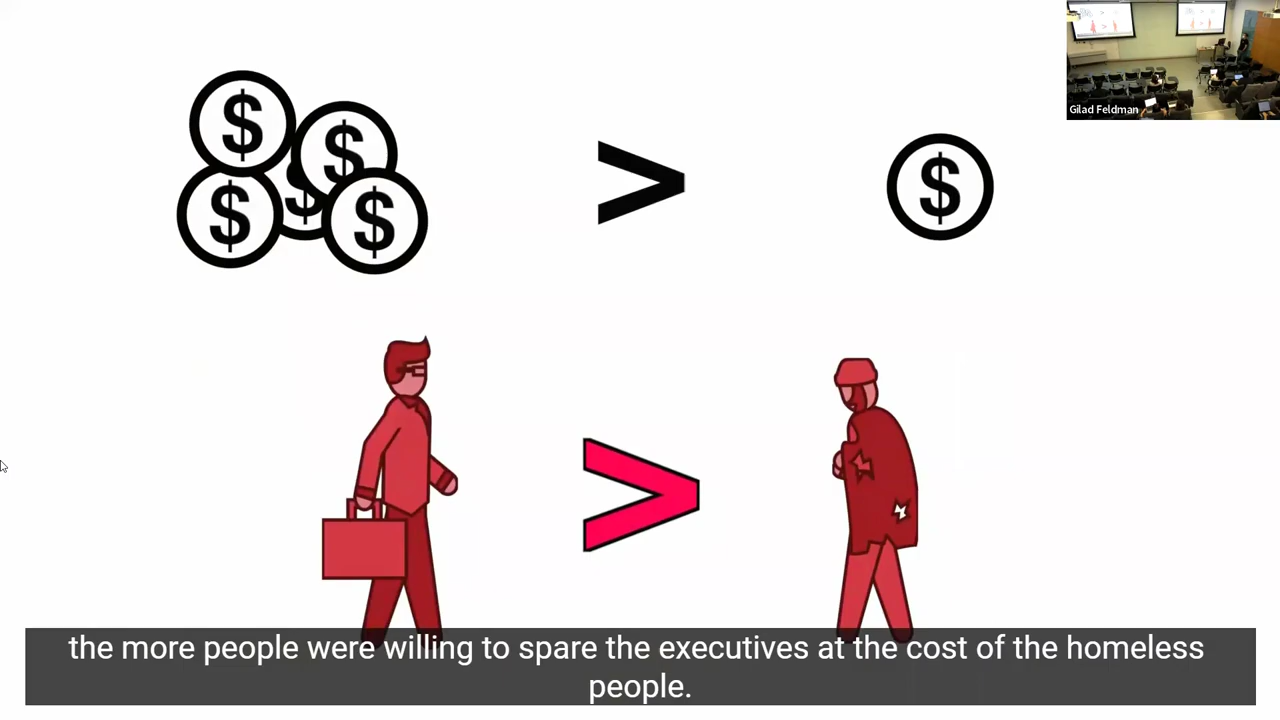 Gilad Feldman
$ $ $ $ $ > $
>
the more people were willing to spare the executives at the cost of the homeless
people.